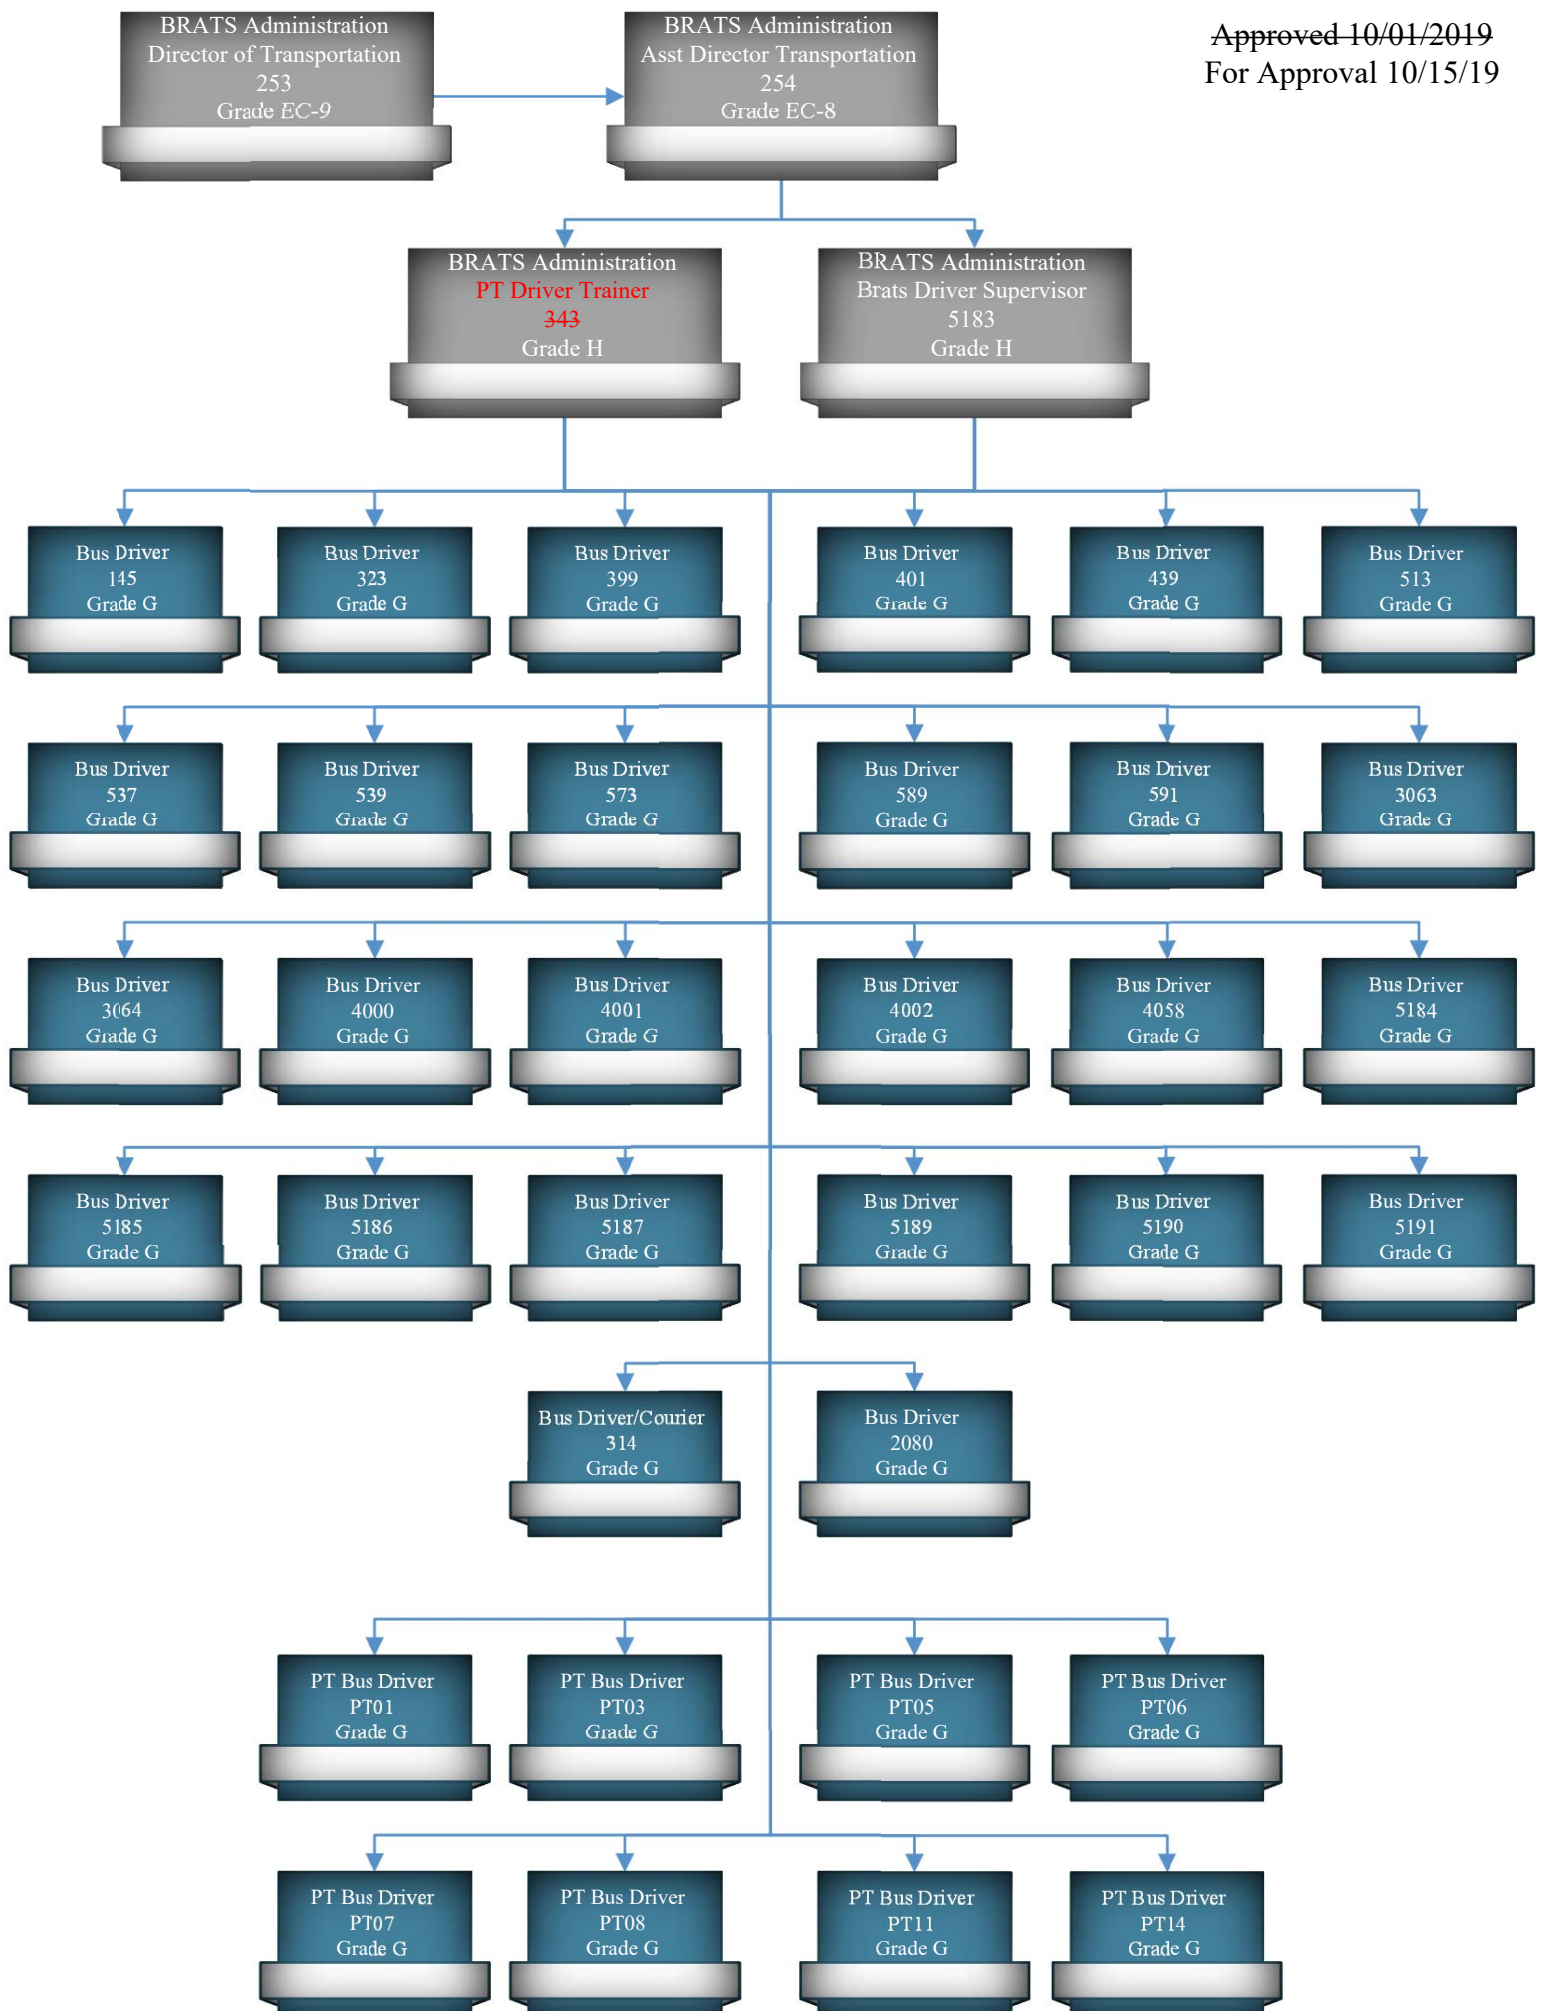 BRATS Administration
Director of Transportation
253
Grade EC-9
BRATS Administration
Asst Director Transportation
254
Grade EC-8
Approved 10/01/2019
For Approval 10/15/19
BRATS Administration
PT Driver Trainer
343
Grade H
BRATS Administration
Brats Driver Supervisor
5183
Grade H
Bus Driver
145
Grade G
Bus Driver
323
Grade G
Bus Driver
399
Grade G
Bus Driver
401
Grade G
Bus Driver
439
Grade G
Bus Driver
513
Grade G
Bus Driver
537
Grade G
Bus Driver
539
Grade G
Bus Driver
573
Grade G
Bus Driver
589
Grade G
Bus Driver
591
Grade G
Bus Driver
3063
Grade G
Bus Driver
3064
Grade G
Bus Driver
4000
Grade G
Bus Driver
4001
Grade G
Bus Driver
4002
Grade G
Bus Driver
4058
Grade G
Bus Driver
5184
Grade G
Bus Driver
5185
Grade G
Bus Driver
5186
Grade G
Bus Driver
5187
Grade G
Bus Driver
5189
Grade G
Bus Driver
5190
Grade G
Bus Driver
5191
Grade G
Bus Driver/Courier
314
Grade G
Bus Driver
2080
Grade G
PT Bus Driver
PT01
Grade G
PT Bus Driver
PT03
Grade G
PT Bus Driver
PT05
Grade G
PT Bus Driver
PT06
Grade G
PT Bus Driver
PT07
Grade G
PT Bus Driver
PT08
Grade G
PT Bus Driver
PT11
Grade G
PT Bus Driver
PT14
Grade G